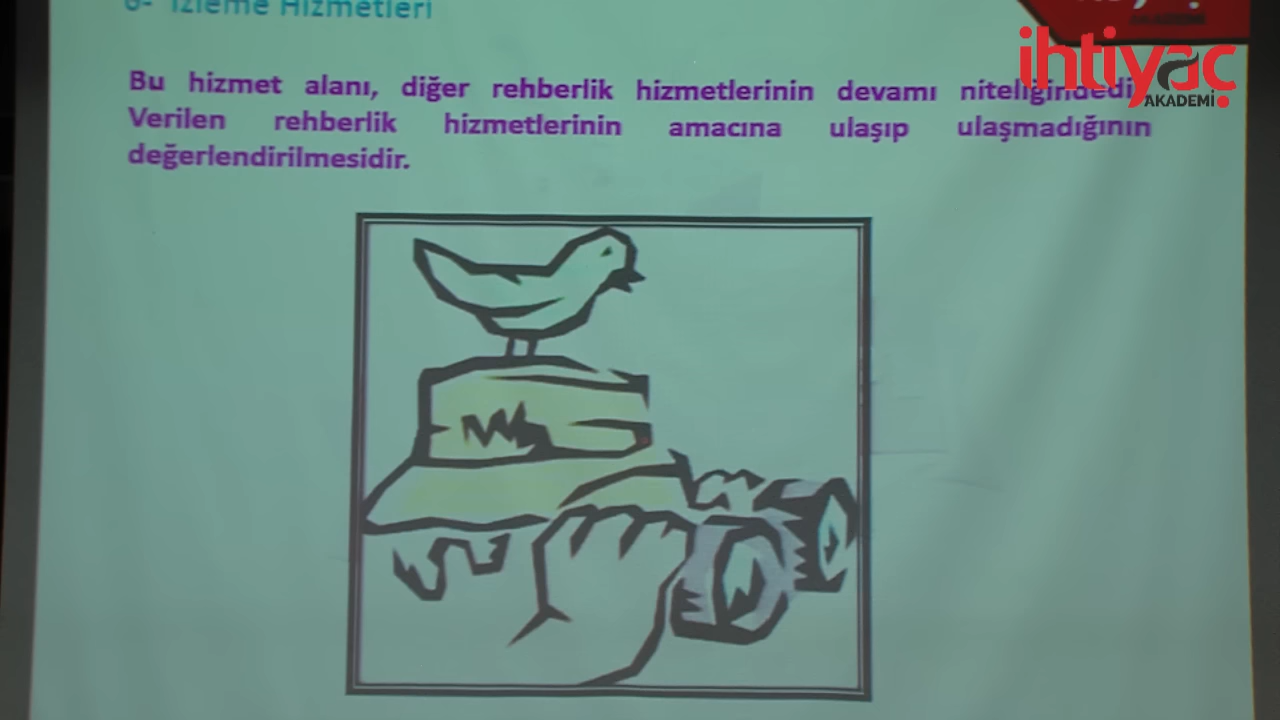 6- İzleme Hizmetleri
ihtiyaç
AKADEMİ
Bu hizmet alanı, diğer rehberlik hizmetlerinin devamı niteliğindedi
Verilen rehberlik hizmetlerinin amacına ulaşıp ulaşmadığının
değerlendirilmesidir.